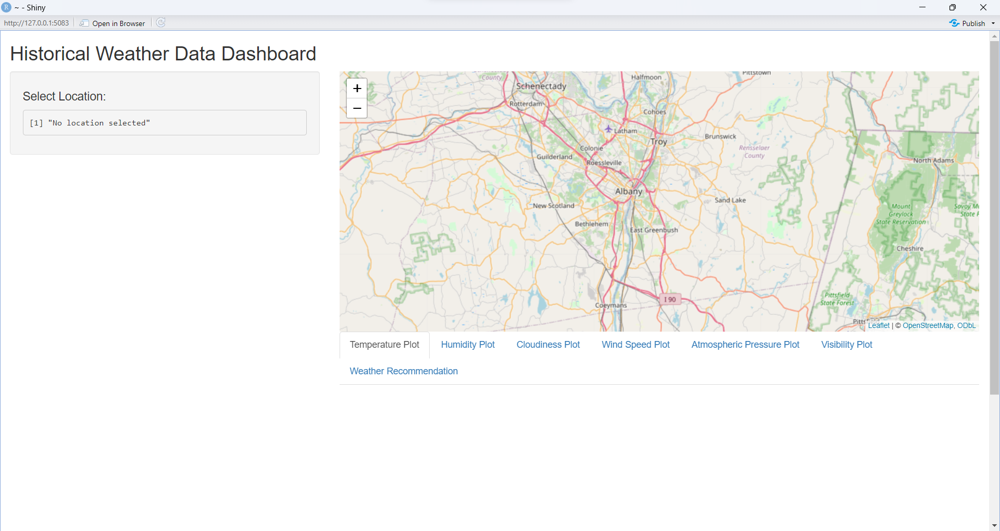 R ~ - Shiny
http://127.0.0.1:5083 Open in Browser Publish
Historical Weather Data Dashboard
Select Location:
[1] "No location selected"
+
−
County
Schenectady
Halfmoon
Pittstown
Rotterdam
Cohoes
Latham
Troy
Brunswick
Colonie
Rensselaer
County
Guilderland
Roessleville
North Adams
Albany
Sand Lake
New Scotland
Mount
Greylock
State Reservation
Bethlehem
East Greenbush
Cheshire
I 90
Coeymans
Pittsfield
State Forest
Leaflet | © OpenStreetMap, ODbL
Temperature Plot Humidity Plot Cloudiness Plot Wind Speed Plot Atmospheric Pressure Plot Visibility Plot
Weather Recommendation